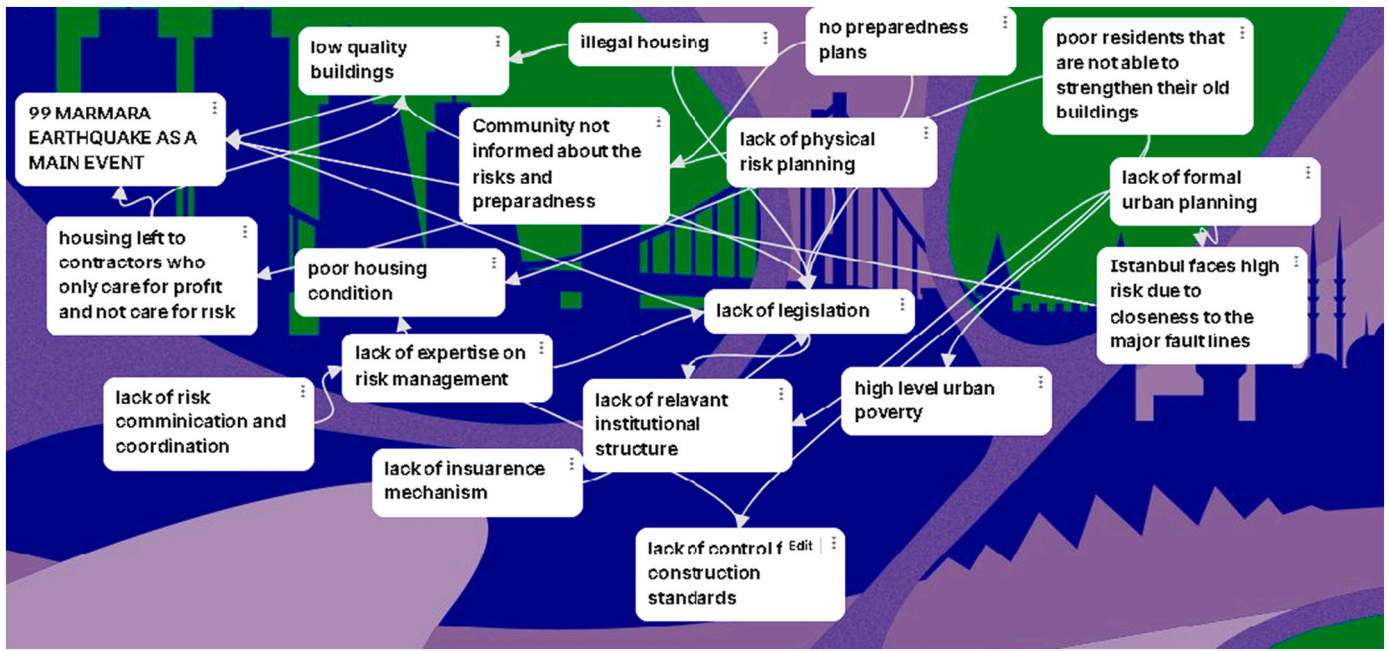 low quality
buildings
illegal housing
no preparedness
plans
poor residents that
are not able to
strengthen their old
buildings
99 MARMARA
EARTHQUAKE AS A
MAIN EVENT
Community not
informed about the
risks and
preparadness
lack of physical
risk planning
lack of formal
urban planning
housing left to
contractors who
only care for profit
and not care for risk
poor housing
condition
lack of legislation
Istanbul faces high
risk due to
closeness to the
major fault lines
lack of expertise on
risk management
lack of risk
comminication and
coordination
lack of relavant
institutional
structure
high level urban
poverty
lack of insuarence
mechanism
lack of control f Edit
construction
standards